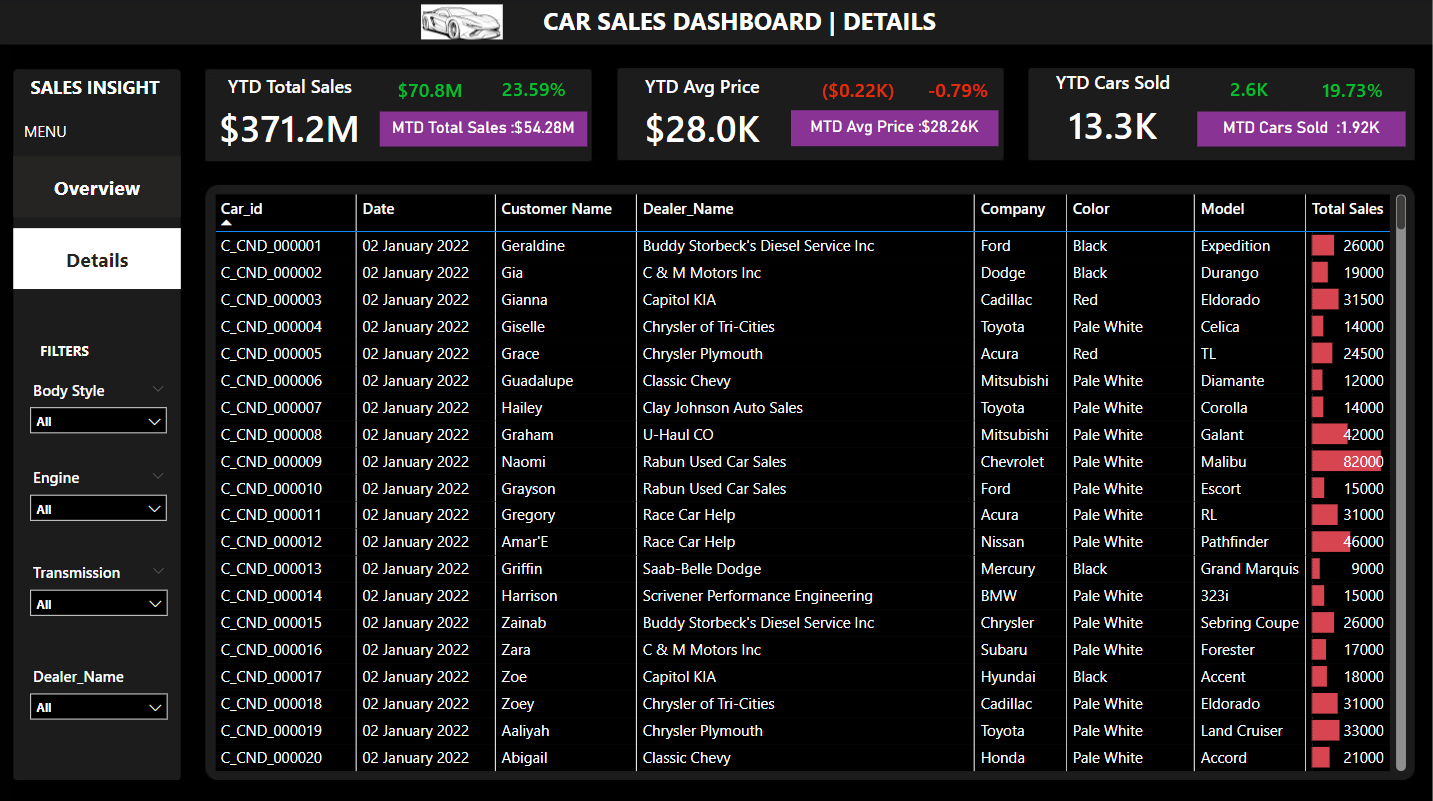 CAR SALES DASHBOARD | DETAILS
SALES INSIGHT
MENU
Overview
Details
FILTERS
Body Style
All
Engine
All
Transmission
All
Dealer_Name
All
YTD Total Sales $70.8M 23.59%
$371.2M MTD Total Sales :$54.28M
YTD Avg Price ($0.22K) -0.79%
$28.0K MTD Avg Price :$28.26K
YTD Cars Sold 2.6K 19.73%
13.3K MTD Cars Sold :1.92K
Car_id Date Customer Name Dealer_Name Company Color Model Total Sales
C_CND_000001 02 January 2022 Geraldine Buddy Storbeck's Diesel Service Inc Ford Black Expedition 26000
C_CND_000002 02 January 2022 Gia C & M Motors Inc Dodge Black Durango 19000
C_CND_000003 02 January 2022 Gianna Capitol KIA Cadillac Red Eldorado 31500
C_CND_000004 02 January 2022 Giselle Chrysler of Tri-Cities Toyota Pale White Celica 14000
C_CND_000005 02 January 2022 Grace Chrysler Plymouth Acura Red TL 24500
C_CND_000006 02 January 2022 Guadalupe Classic Chevy Mitsubishi Pale White Diamante 12000
C_CND_000007 02 January 2022 Hailey Clay Johnson Auto Sales Toyota Pale White Corolla 14000
C_CND_000008 02 January 2022 Graham U-Haul CO Mitsubishi Pale White Galant 42000
C_CND_000009 02 January 2022 Naomi Rabun Used Car Sales Chevrolet Pale White Malibu 82000
C_CND_000010 02 January 2022 Grayson Rabun Used Car Sales Ford Pale White Escort 15000
C_CND_000011 02 January 2022 Gregory Race Car Help Acura Pale White RL 31000
C_CND_000012 02 January 2022 Amar'E Race Car Help Nissan Pale White Pathfinder 46000
C_CND_000013 02 January 2022 Griffin Saab-Belle Dodge Mercury Black Grand Marquis 9000
C_CND_000014 02 January 2022 Harrison Scrivener Performance Engineering BMW Pale White 323i 15000
C_CND_000015 02 January 2022 Zainab Buddy Storbeck's Diesel Service Inc Chrysler Pale White Sebring Coupe 26000
C_CND_000016 02 January 2022 Zara C & M Motors Inc Subaru Pale White Forester 17000
C_CND_000017 02 January 2022 Zoe Capitol KIA Hyundai Black Accent 18000
C_CND_000018 02 January 2022 Zoey Chrysler of Tri-Cities Cadillac Pale White Eldorado 31000
C_CND_000019 02 January 2022 Aaliyah Chrysler Plymouth Toyota Pale White Land Cruiser 33000
C_CND_000020 02 January 2022 Abigail Classic Chevy Honda Pale White Accord 21000